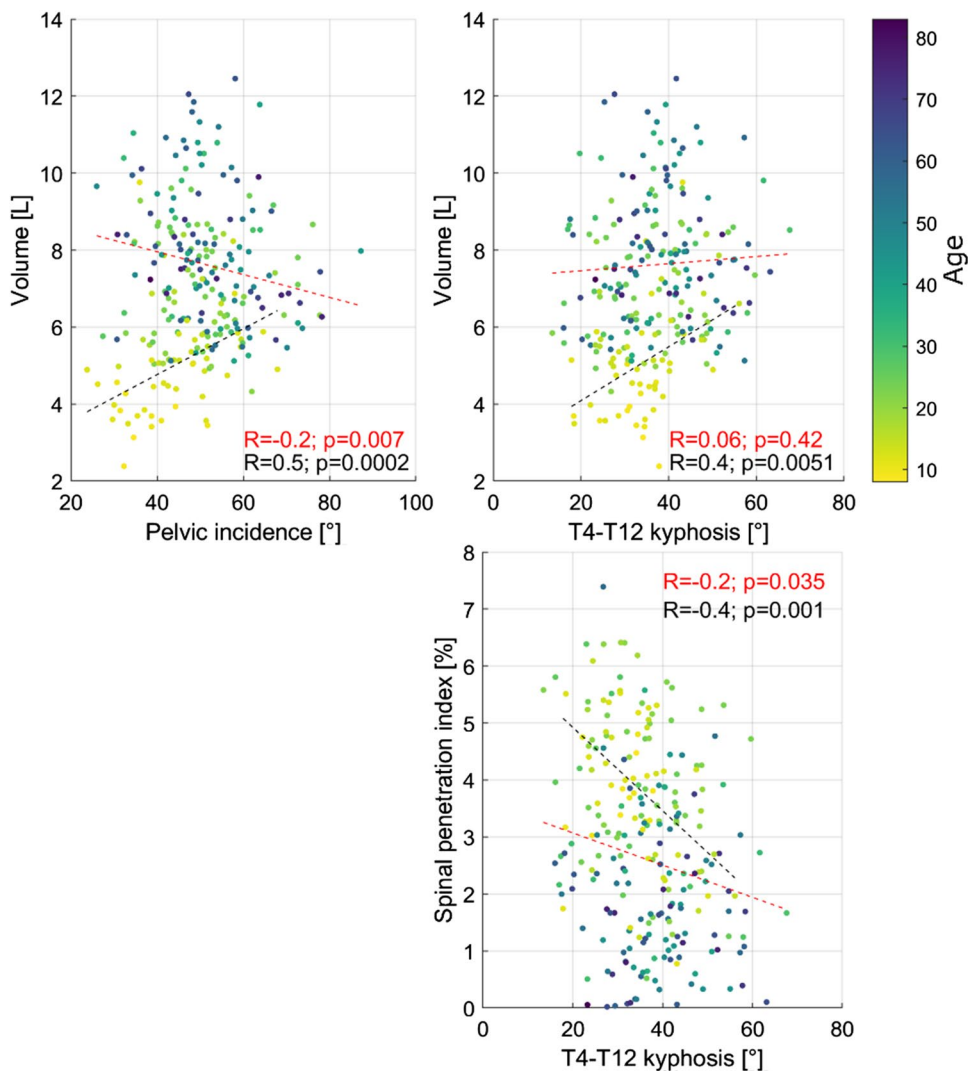 14
12
10
8
6
4
2
Volume [L]
R=-0.2; p=0.007
R=0.5; p=0.0002
20 40 60 80 100
Pelvic incidence [°]
14
12
10
8
6
4
2
Volume [L]
R=0.06; p=0.42
R=0.4; p=0.0051
0 20 40 60 80
T4-T12 kyphosis [°]
80
70
60
50
40
30
20
10
Age
8
7
6
5
4
3
2
1
0
Spinal penetration index [%]
R=-0.2; p=0.035
R=-0.4; p=0.001
0 20 40 60 80
T4-T12 kyphosis [°]